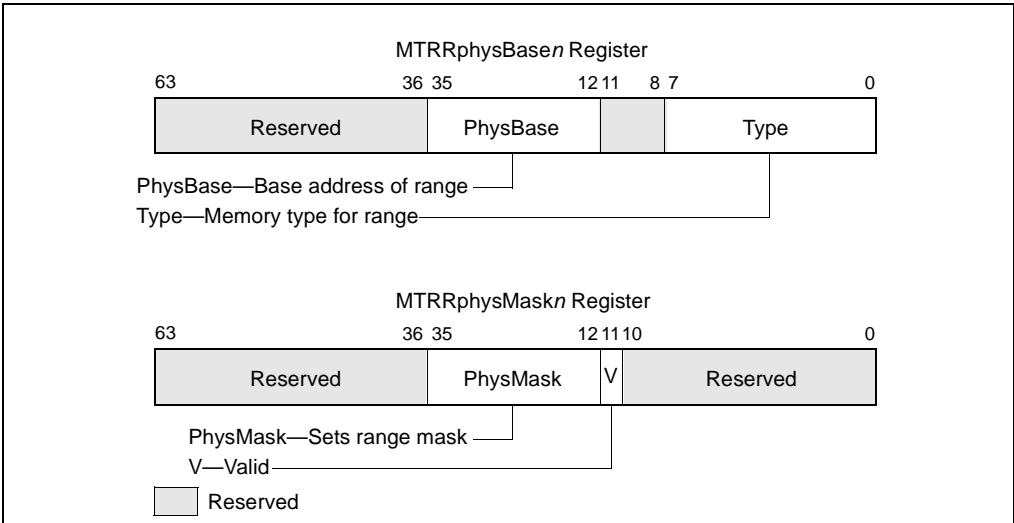 MTRRphysBasen Register
63 36 35 12 11 8 7 0
Reserved PhysBase Type
PhysBase—Base address of range
Type—Memory type for range
MTRRphysMaskn Register
63 36 35 12 11 10 0
Reserved PhysMask V Reserved
PhysMask—Sets range mask
V—Valid
Reserved